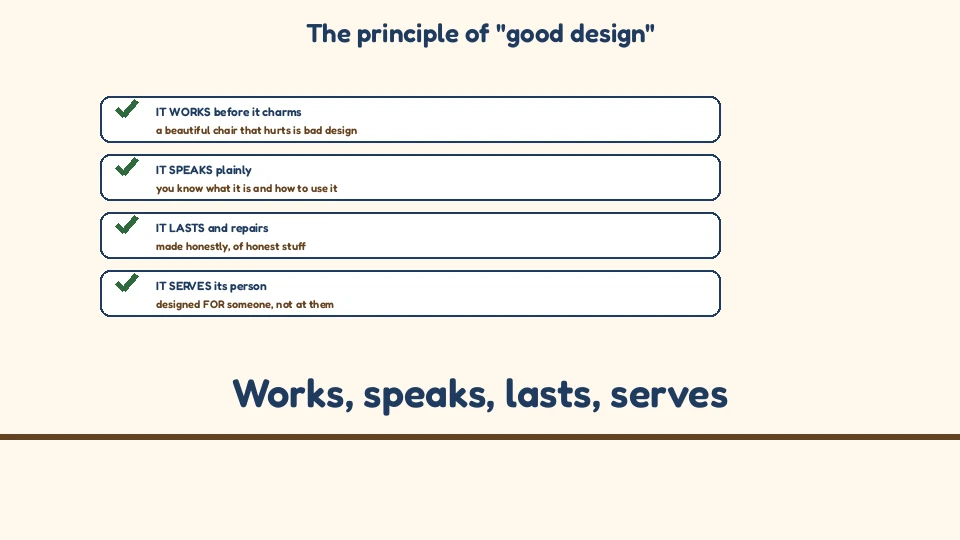 The principle of "good design"
IT WORKS before it charms
a beautiful chair that hurts is bad design
IT SPEAKS plainly
you know what it is and how to use it
IT LASTS and repairs
made honestly, of honest stuff
IT SERVES its person
designed FOR someone, not at them
Works, speaks, lasts, serves